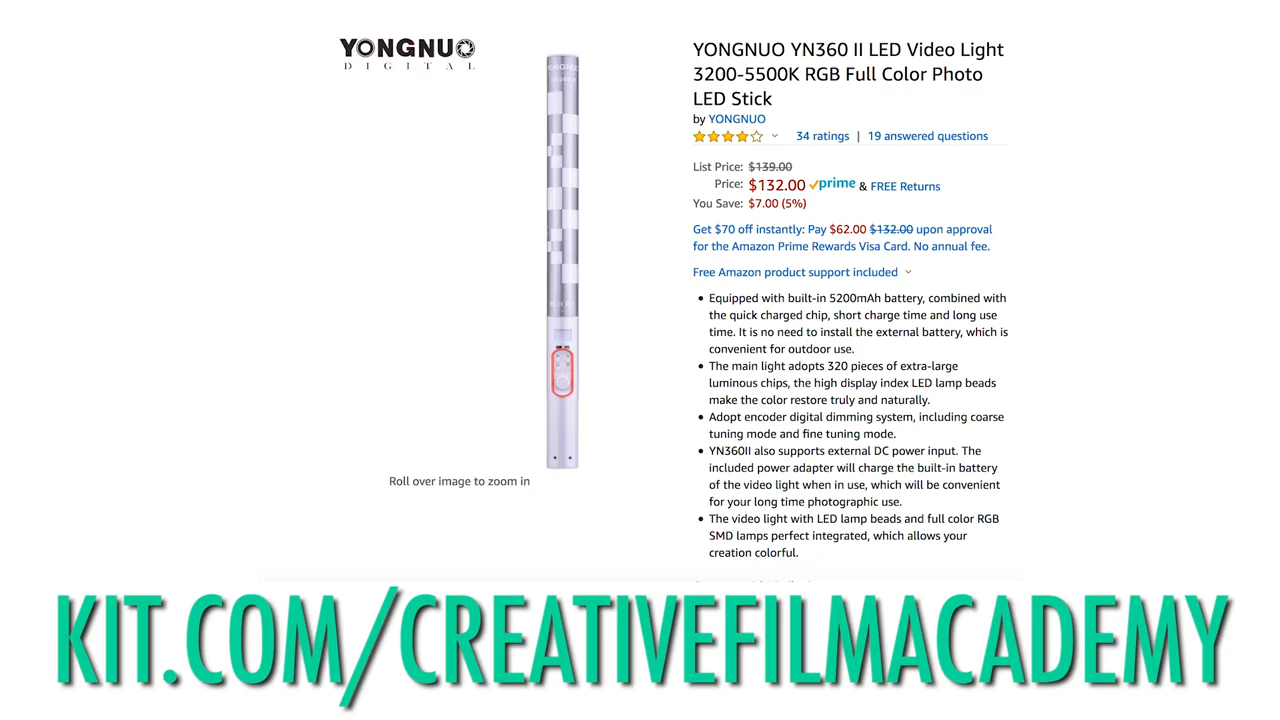 YONGNUO
DIGITAL
YONGNUO YN360 II LED Video Light
3200-5500K RGB Full Color Photo
LED Stick
by YONGNUO
34 ratings | 19 answered questions
List Price: $139.00
Price: $132.00 prime & FREE Returns
You Save: $7.00 (5%)
Get $70 off instantly: Pay $62.00 $132.00 upon approval
for the Amazon Prime Rewards Visa Card. No annual fee.
Free Amazon product support included
• Equipped with built-in 5200mAh battery, combined with
the quick charged chip, short charge time and long use
time. It is no need to install the external battery, which is
convenient for outdoor use.
• The main light adopts 320 pieces of extra-large
luminous chips, the high display index LED lamp beads
make the color restore truly and naturally.
• Adopt encoder digital dimming system, including coarse
tuning mode and fine tuning mode.
• YN360II also supports external DC power input. The
included power adapter will charge the built-in battery
of the video light when in use, which will be convenient
for your long time photographic use.
• The video light with LED lamp beads and full color RGB
SMD lamps perfect integrated, which allows your
creation colorful.
Roll over image to zoom in
KIT.COM/CREATIVEFILMACADEMY